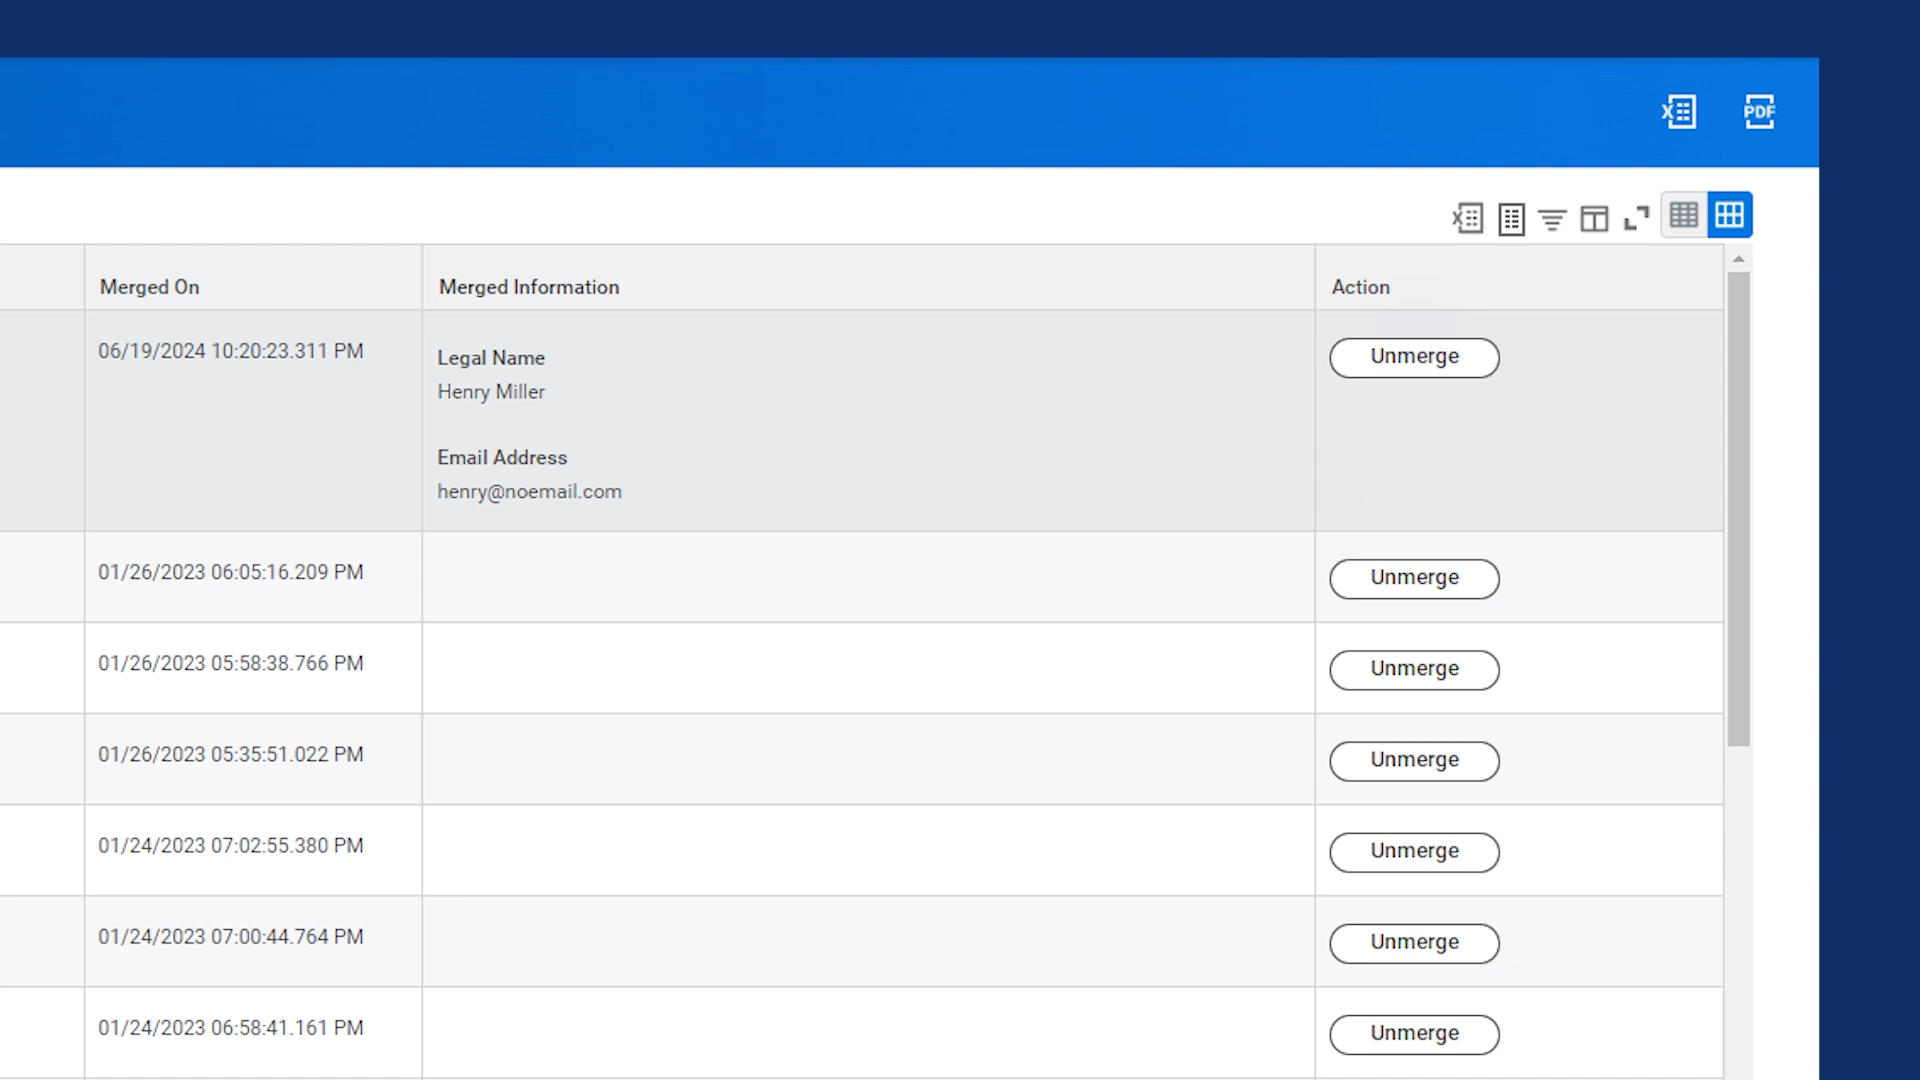 PDF
Merged On Merged Information Action
06/19/2024 10:20:23.311 PM Legal Name Unmerge
Henry Miller
Email Address
henry@noemail.com
01/26/2023 06:05:16.209 PM Unmerge
01/26/2023 05:58:38.766 PM Unmerge
01/26/2023 05:35:51.022 PM Unmerge
01/24/2023 07:02:55.380 PM Unmerge
01/24/2023 07:00:44.764 PM Unmerge
01/24/2023 06:58:41.161 PM Unmerge